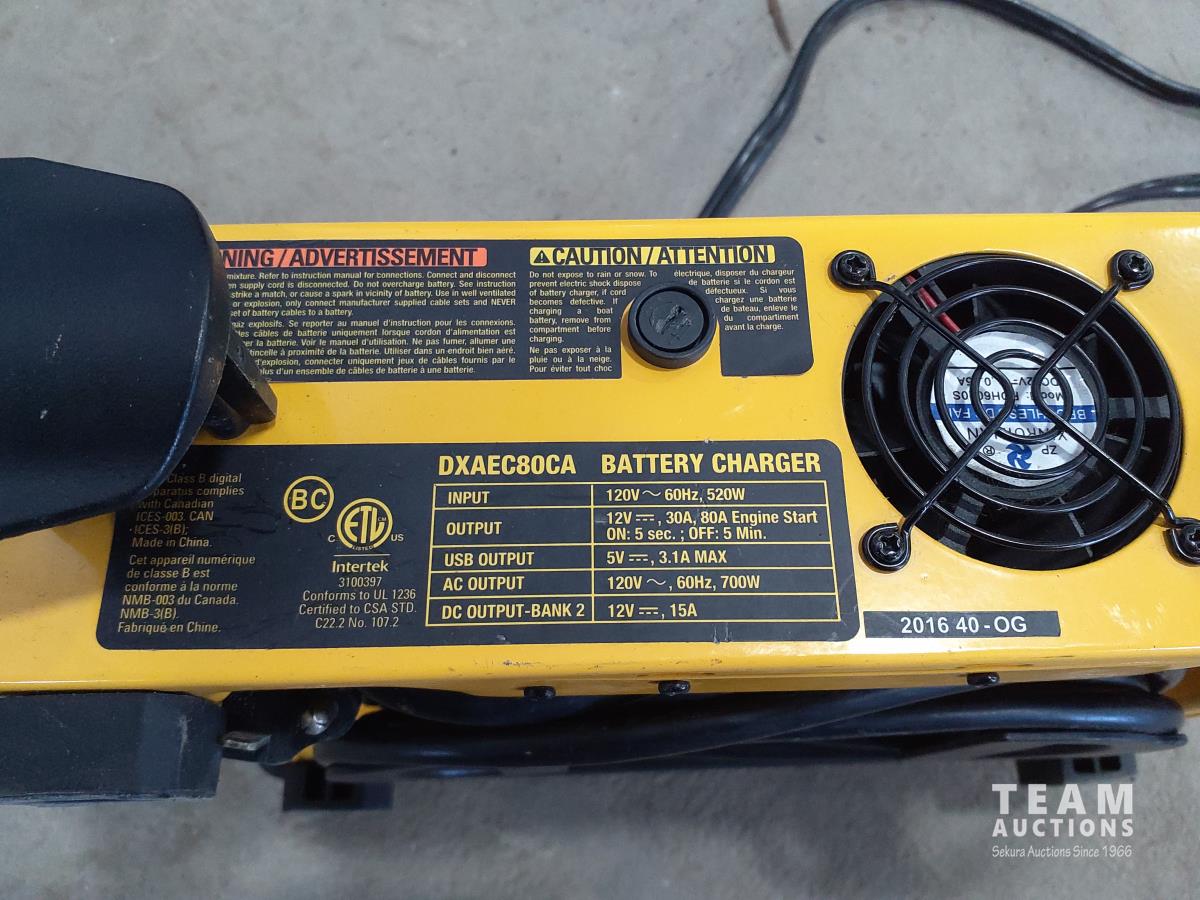 NING / ADVERTISSEMENT
mixture. Refer to instruction manual for connections. Connect and disconnect
supply cord is disconnected. Do not overcharge battery. See instruction
strike a match, or cause a spark in vicinity of battery. Use in well ventilated
or explosion, only connect manufacturer supplied cable sets and NEVER
set of battery cables to a battery.
gaz explosifs. Se reporter au manuel d'instruction pour les connexions.
les câbles de batterie uniquement lorsque cordon d'alimentation est
la batterie. Voir le manuel d'utilisation. Ne pas fumer, allumer une
tincelle à proximité de la batterie. Utiliser dans un endroit bien aéré.
d'explosion, connecter uniquement jeux de câbles fournis par le
plus d'un ensemble de câbles de batterie à une batterie.
CAUTION / ATTENTION
Do not expose to rain or snow. To
prevent electric shock dispose
of battery charger, if cord
becomes defective. If
charging a boat
battery, remove from
compartment before
charging.
Ne pas exposer à la
pluie ou à la neige.
Pour éviter tout choc
électrique, disposer du chargeur
de batterie si le cordon est
défectueux. Si vous
chargez une batterie
de bateau, enlevez le
du compartiment
avant la charge.
Class B digital
apparatus complies
with Canadian
ICES-003. CAN
ICES-3(B);
Made in China.
Cet appareil numérique
de classe B est
conforme à la norme
NMB-003 du Canada.
NMB-3(B).
Fabriqué en Chine.
BC
ETL
CM
C US
LISTED
Intertek
3100397
Conforms to UL 1236
Certified to CSA STD.
C22.2 No. 107.2
DXAEC80CA BATTERY CHARGER
INPUT 120V ~ 60Hz, 520W
OUTPUT 12V ⎓, 30A, 80A Engine Start
ON: 5 sec. ; OFF: 5 Min.
USB OUTPUT 5V ⎓, 3.1A MAX
AC OUTPUT 120V ~, 60Hz, 700W
DC OUTPUT-BANK 2 12V ⎓, 15A
2016 40-OG
ZP
TEAM
AUCTIONS
Sekura Auctions Since 1966